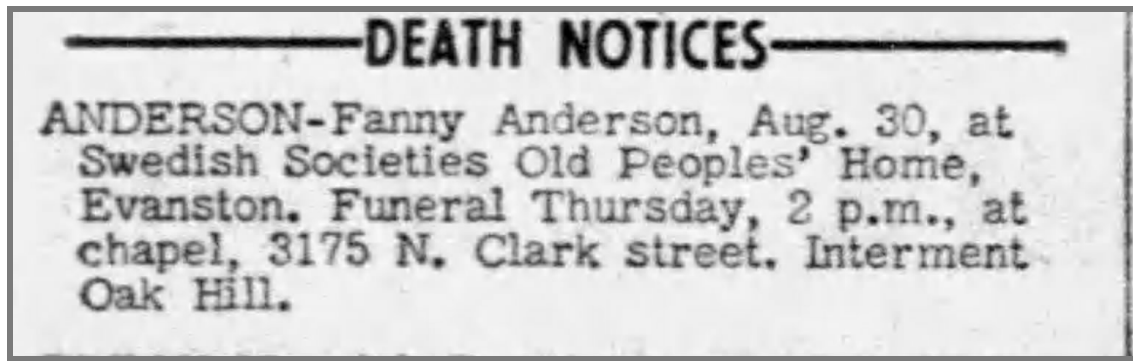 DEATH NOTICES
ANDERSON-Fanny Anderson, Aug. 30, at
Swedish Societies Old Peoples' Home,
Evanston. Funeral Thursday, 2 p.m., at
chapel, 3175 N. Clark street. Interment
Oak Hill.